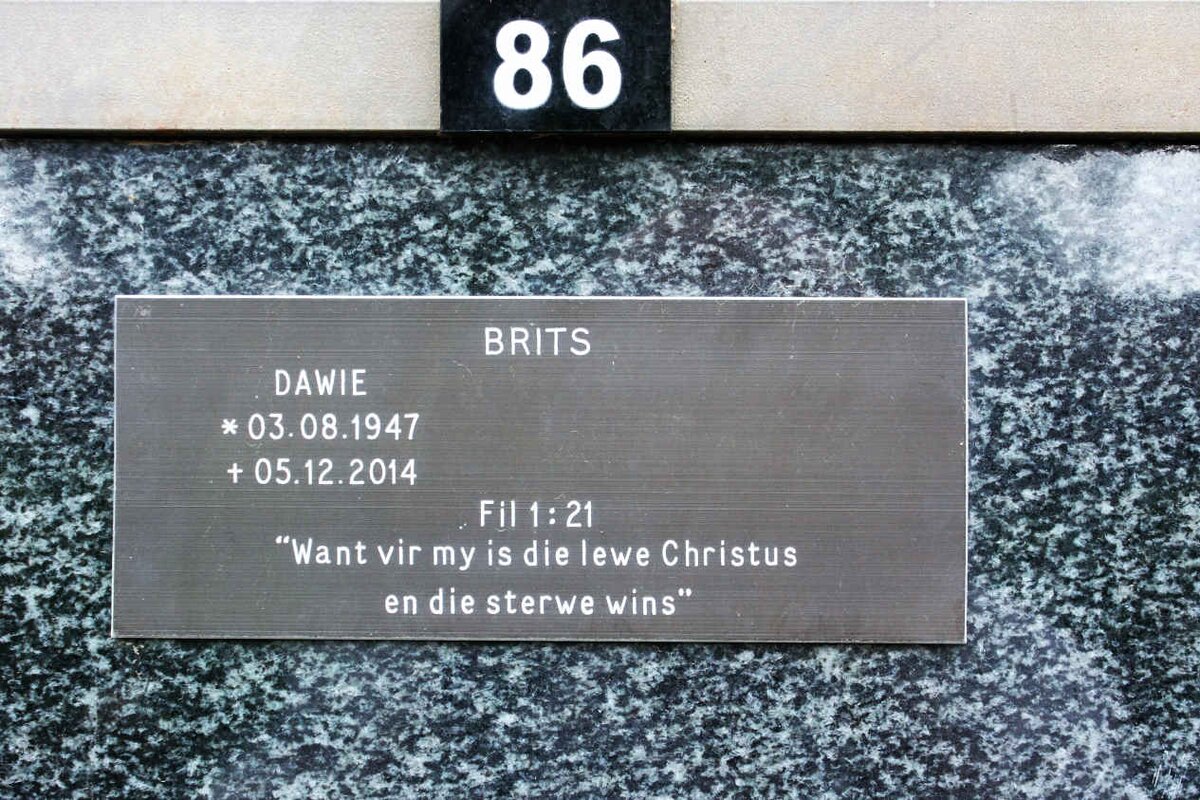 86
BRITS
DAWIE
* 03.08.1947
+ 05.12.2014
Fil 1:21
“Want vir my is die lewe Christus
en die sterwe wins”